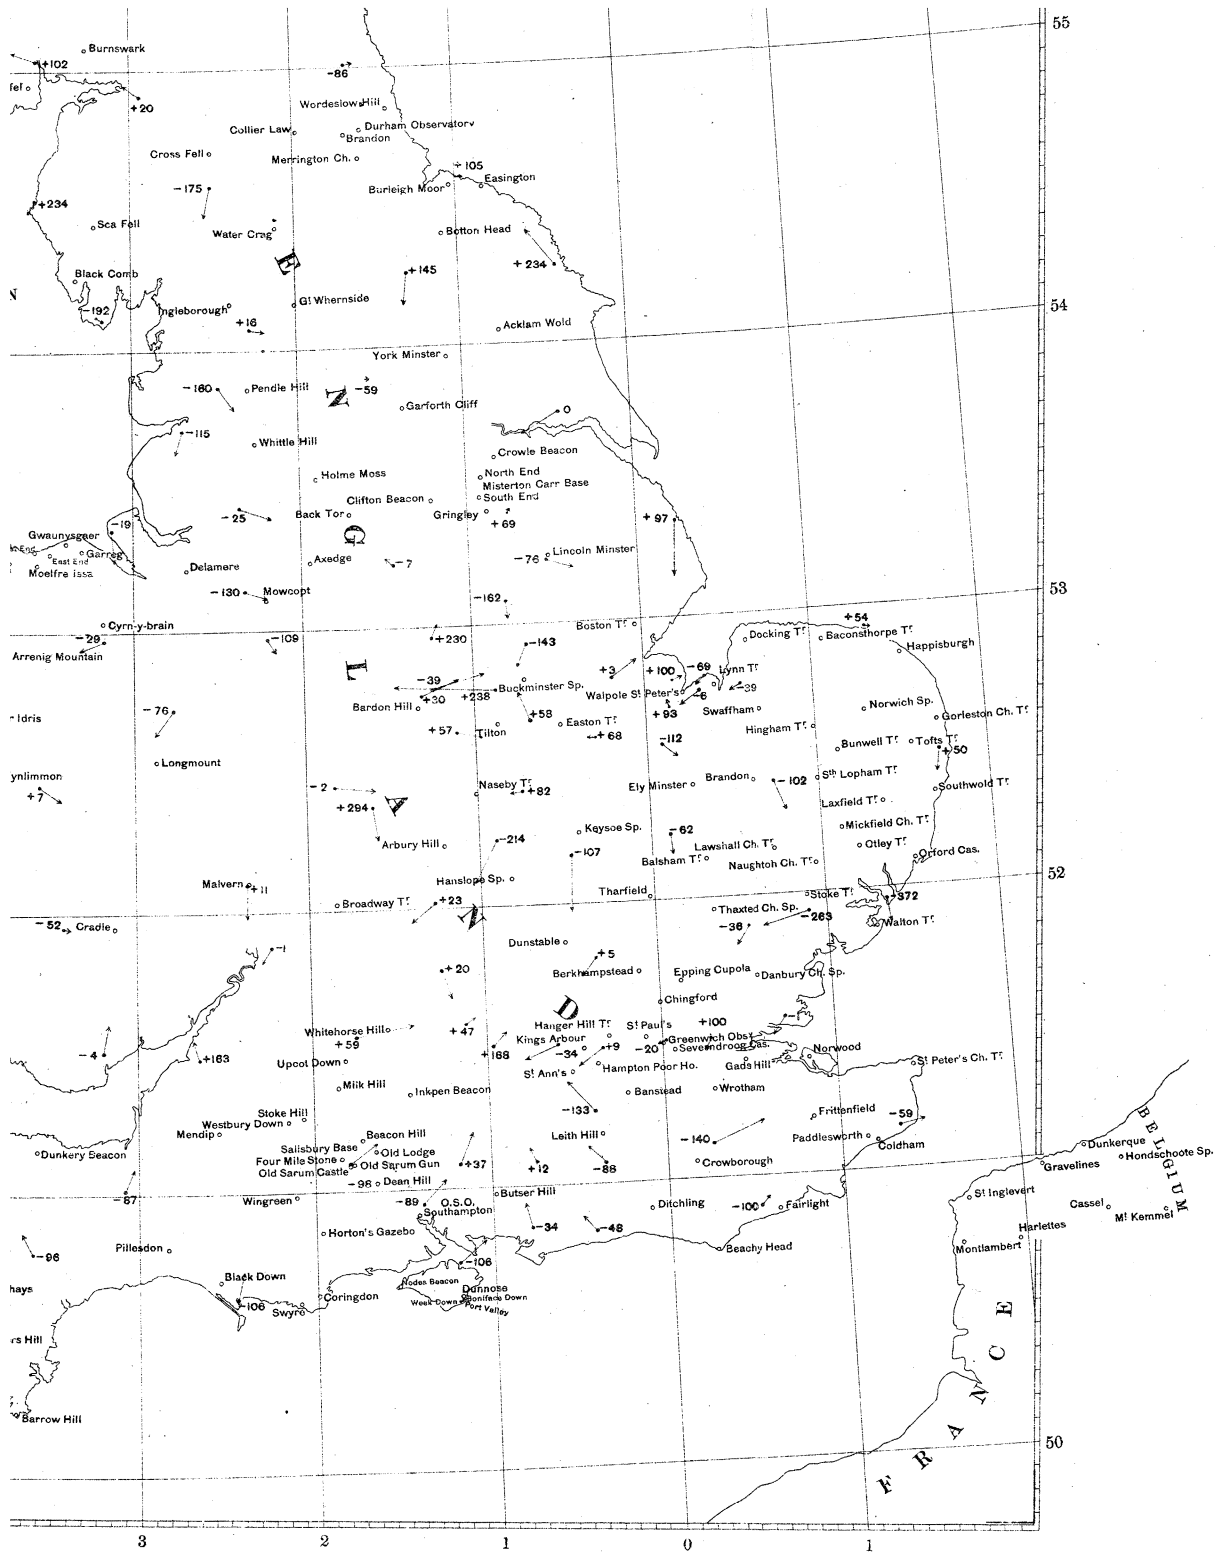 55
Burnswark
+102
-86
+20
Wordeslow Hill
Durham Observatory
Collier Law
Brandon
Cross Fell
Merrington Ch.
+105
Easington
Burleigh Moor
-175
+234
Sca Fell
Water Crag
Botton Head
E
+234
+145
Black Comb
Gt Whernside
54
N
-192
Ingleborough
+16
Acklam Wold
York Minster
-160
Pendle Hill
-59
N
Garforth Cliff
0
-115
Whittle Hill
Crowle Beacon
Holme Moss
North End
Misterton Carr Base
South End
Clifton Beacon
-25
Back Tor
Gringley
+69
+97
-19
Gwaunysgaer
G
East End
Garreg
Moelfre issa
Delamere
Axedge
-7
-76
Lincoln Minster
53
-130
Mowcopt
-162
Cyrn-y-brain
Boston Tr
+54
-29
-109
+230
-143
Docking Tr
Baconsthorpe Tr
Arrenig Mountain
Happisburgh
L
+3
+100
-69
Lynn Tr
-39
Buckminster Sp.
Walpole St Peter's
-6
-39
+30
+238
Bardon Hill
Swaffham
Norwich Sp.
-76
+58
Easton Tr
+93
Gorleston Ch. Tr
Idris
+57
Tilton
+68
Hingham Tr
-112
Bunwell Tr
Tofts Tr
+50
Longmount
ynlimmon
+7
-2
Naseby Tr
+82
Ely Minster
Brandon
-102
Sth Lopham Tr
Southwold Tr
+294
A
Laxfield Tr
Mickfield Ch. Tr
Keysoe Sp.
-62
Arbury Hill
-214
-107
Lawshall Ch. Tr
Otley Tr
Balsham Tr
Naughtoh Ch. Tr
Orford Cas.
52
Malvern
+11
Hanslope Sp.
Tharfield
Stoke Tr
-372
Broadway Tr
+23
Thaxted Ch. Sp.
-263
-52
Cradle
N
-36
Walton Tr
-1
Dunstable
+5
+20
Berkhampstead
Epping Cupola
Danbury Ch. Sp.
D
Chingford
Hanger Hill Tr
St Paul's
+100
-1
Whitehorse Hill
+47
+59
Kings Arbour
Greenwich Obsy
-4
+163
+168
-34
+9
-20
Severndroog Cas.
Norwood
Upcot Down
St Ann's
Hampton Poor Ho.
Gads Hill
St Peter's Ch. Tr
Milk Hill
Inkpen Beacon
Banstead
Wrotham
Stoke Hill
-133
Frittenfield
-59
Westbury Down
Mendip
Beacon Hill
Leith Hill
-140
Paddlesworth
Coldham
BELGIUM
Salisbury Base
Dunkery Beacon
Old Lodge
Dunkerque
Four Mile Stone
Old Sarum Gun
+37
+12
-88
Crowborough
Hondschoote Sp.
Old Sarum Castle
Gravelines
-98
Dean Hill
-87
Wingreen
-89
O.S.O.
Butser Hill
Ditchling
-100
Fairlight
St Inglevert
Southampton
Cassel
Mt Kemmel
Horton's Gazebo
-34
-48
Harlettes
-96
Pillesdon
Beachy Head
Montlambert
-106
Black Down
Nodes Beacon
Dunnose
hays
Coringdon
Week Down
Boniface Down
Port Valley
-106
Swyre
rs Hill
FRANCE
Barrow Hill
50
3
2
1
0
1